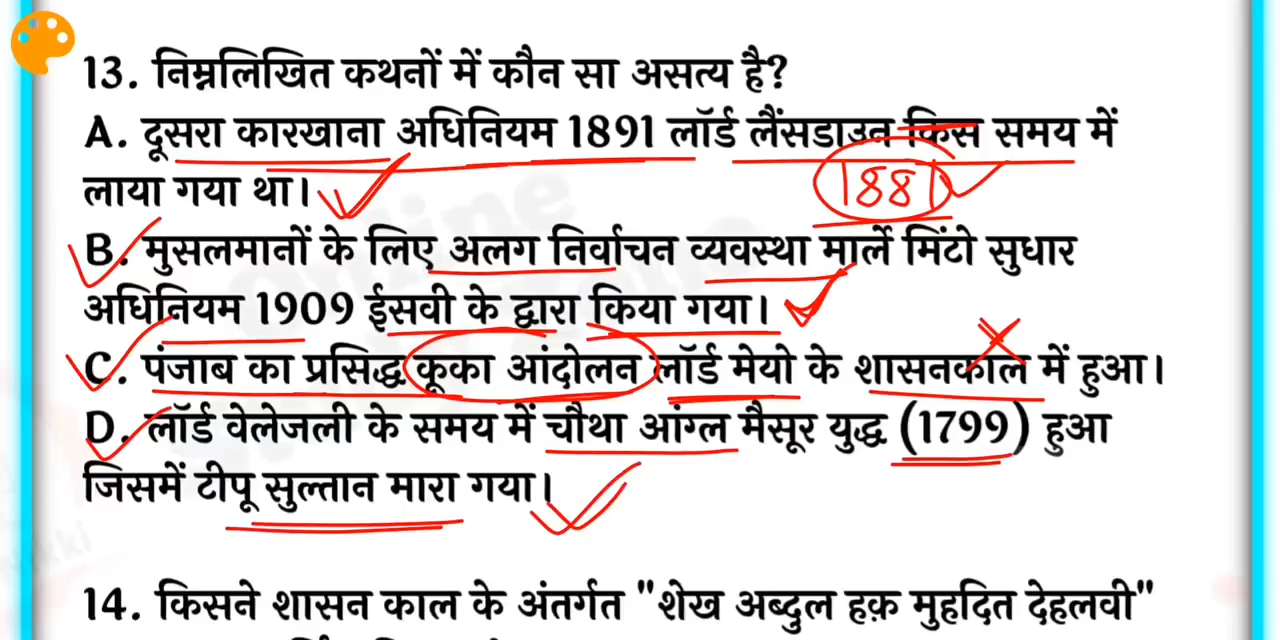 13. निम्नलिखित कथनों में कौन सा असत्य है?
A. दूसरा कारखाना अधिनियम 1891 लॉर्ड लैंसडाउन किस समय में
लाया गया था।
1881
B. मुसलमानों के लिए अलग निर्वाचन व्यवस्था मार्ले मिंटो सुधार
अधिनियम 1909 ईसवी के द्वारा किया गया।
C. पंजाब का प्रसिद्ध कूका आंदोलन लॉर्ड मेयो के शासनकाल में हुआ।
D. लॉर्ड वेलेजली के समय में चौथा आंग्ल मैसूर युद्ध (1799) हुआ
जिसमें टीपू सुल्तान मारा गया।
14. किसने शासन काल के अंतर्गत "शेख अब्दुल हक़ मुहदित देहलवी"